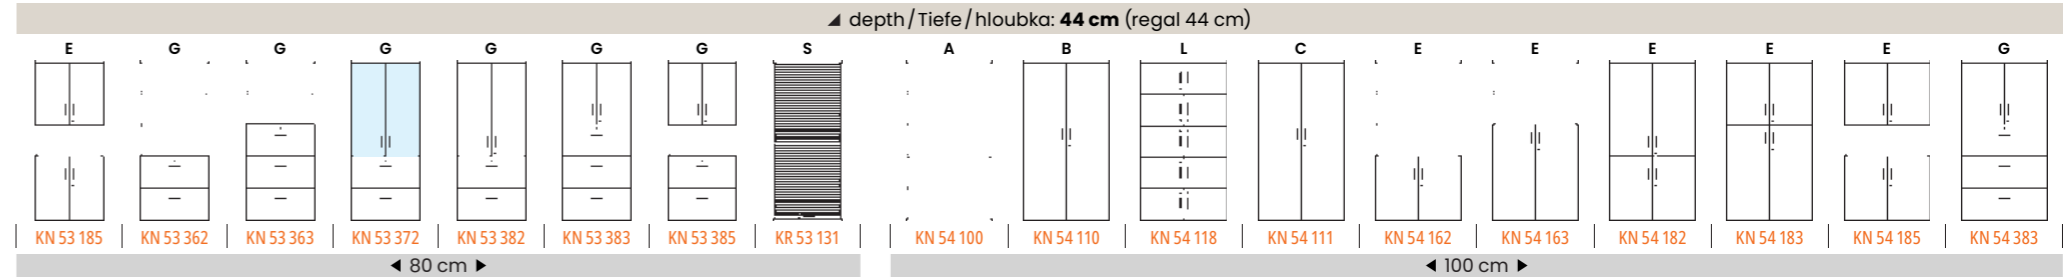 depth/Tiefe/hloubka: 44 cm (regal 44 cm)
E G G G G G G S A B L C E E E E E G
KN 53 185 KN 53 362 KN 53 363 KN 53 372 KN 53 382 KN 53 383 KN 53 385 KR 53 131 KN 54 100 KN 54 110 KN 54 118 KN 54 111 KN 54 162 KN 54 163 KN 54 182 KN 54 183 KN 54 185 KN 54 383
80 cm 100 cm